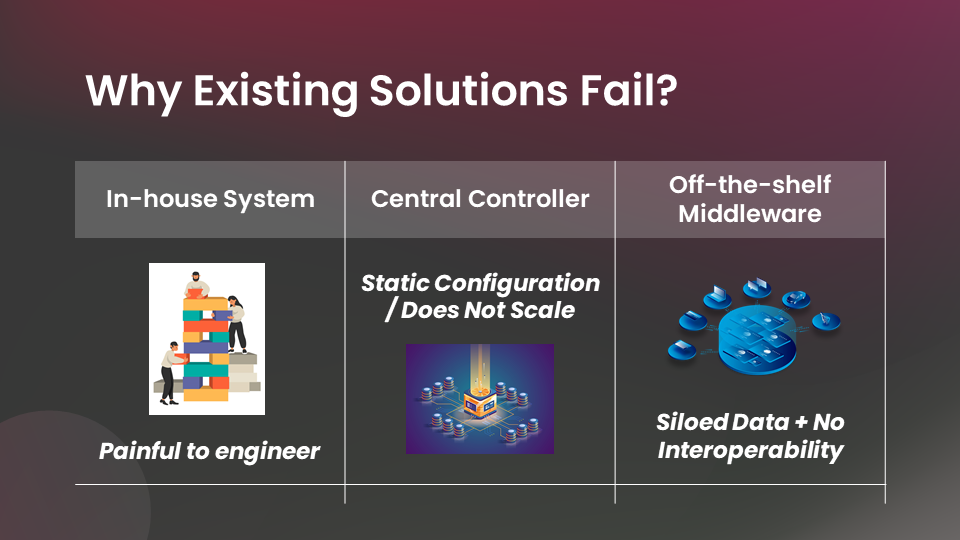 Why Existing Solutions Fail?
In-house System
Central Controller
Off-the-shelf
Middleware
Painful to engineer
Static Configuration
/ Does Not Scale
Siloed Data + No
Interoperability